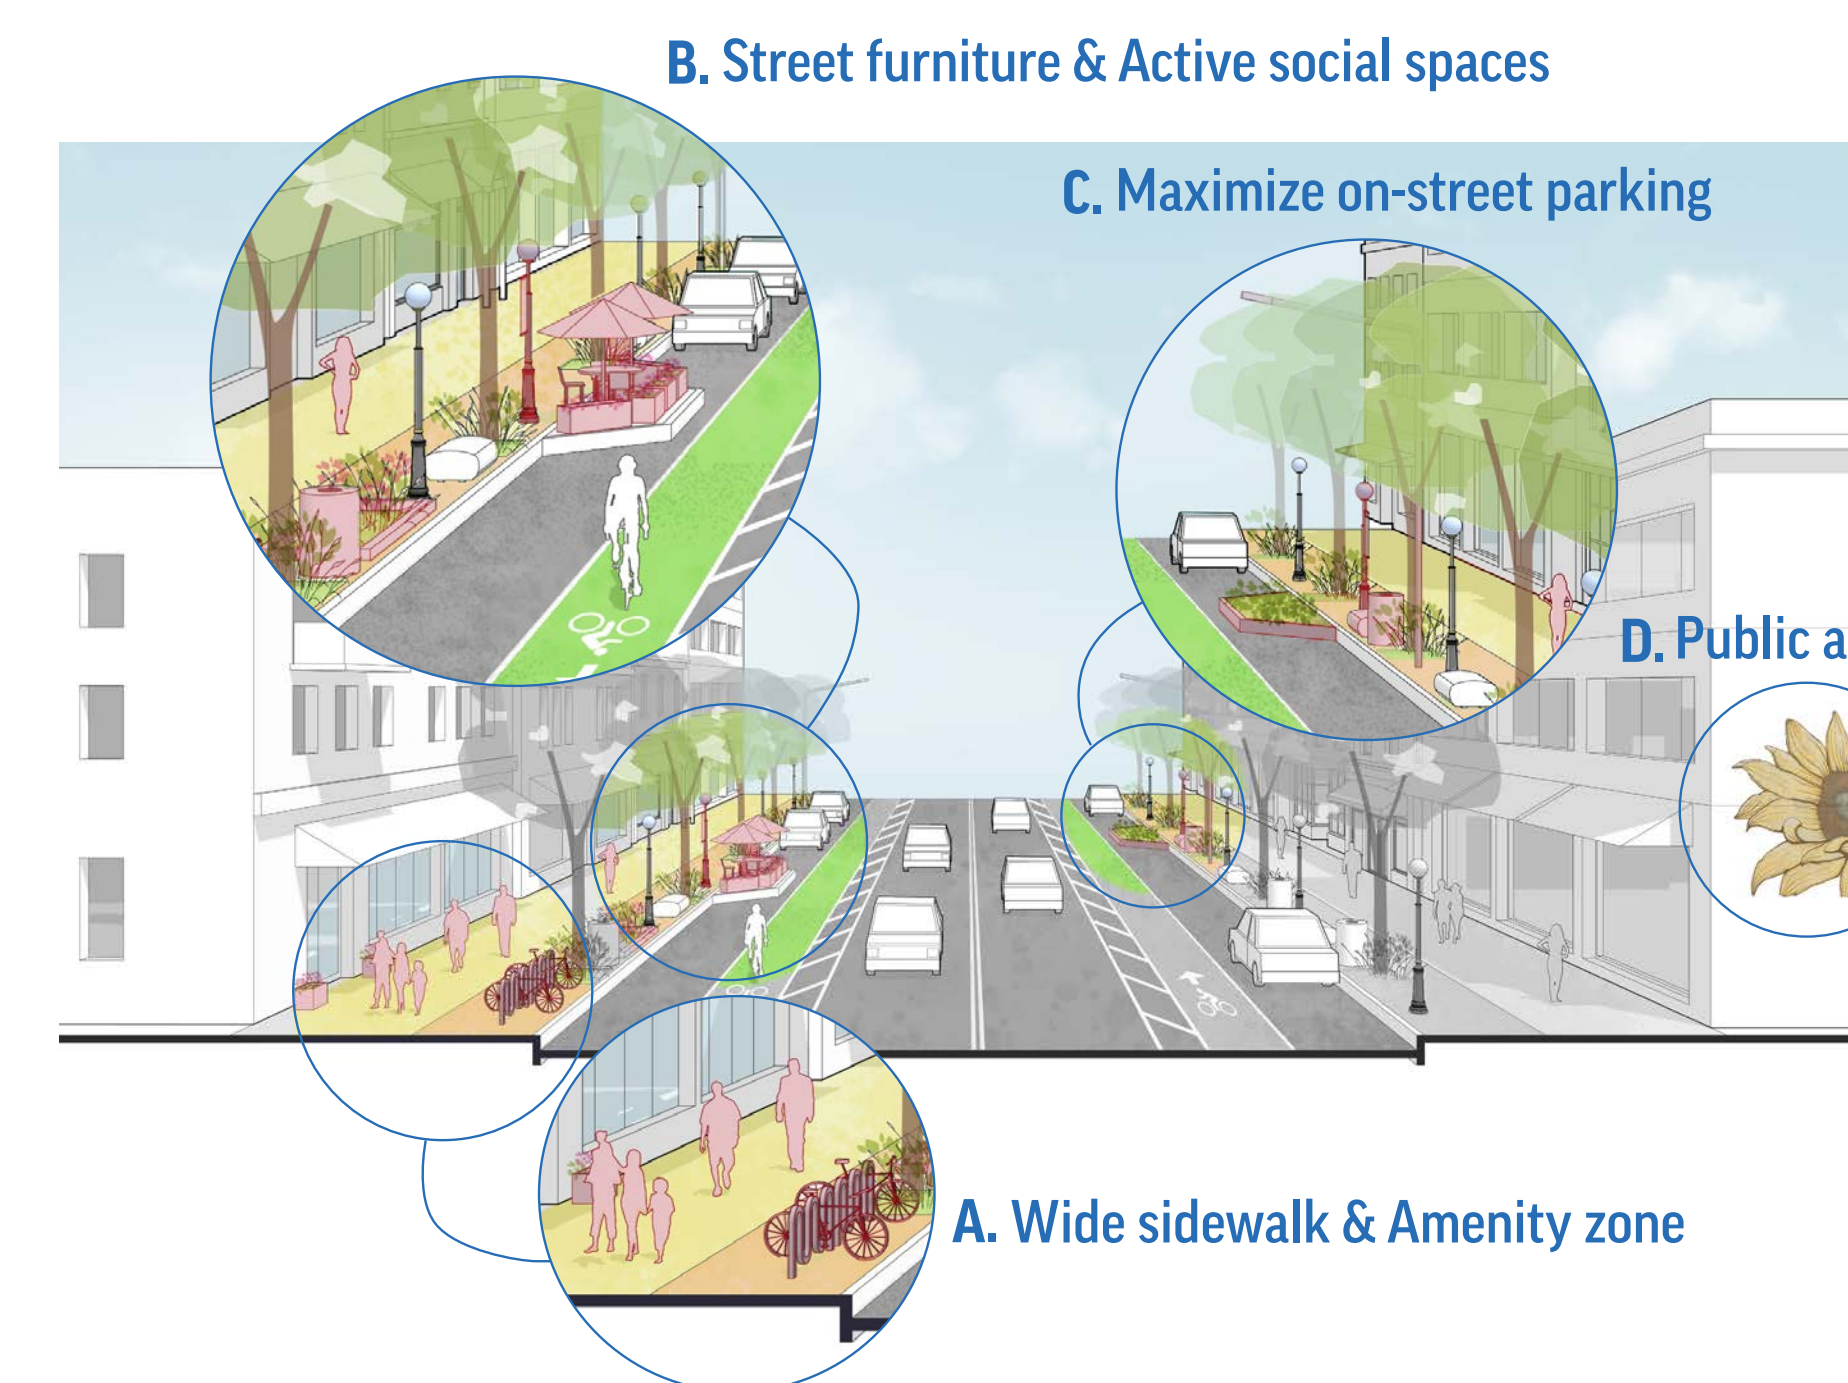 B. Street furniture & Active social spaces
C. Maximize on-street parking
D. Public a
A. Wide sidewalk & Amenity zone